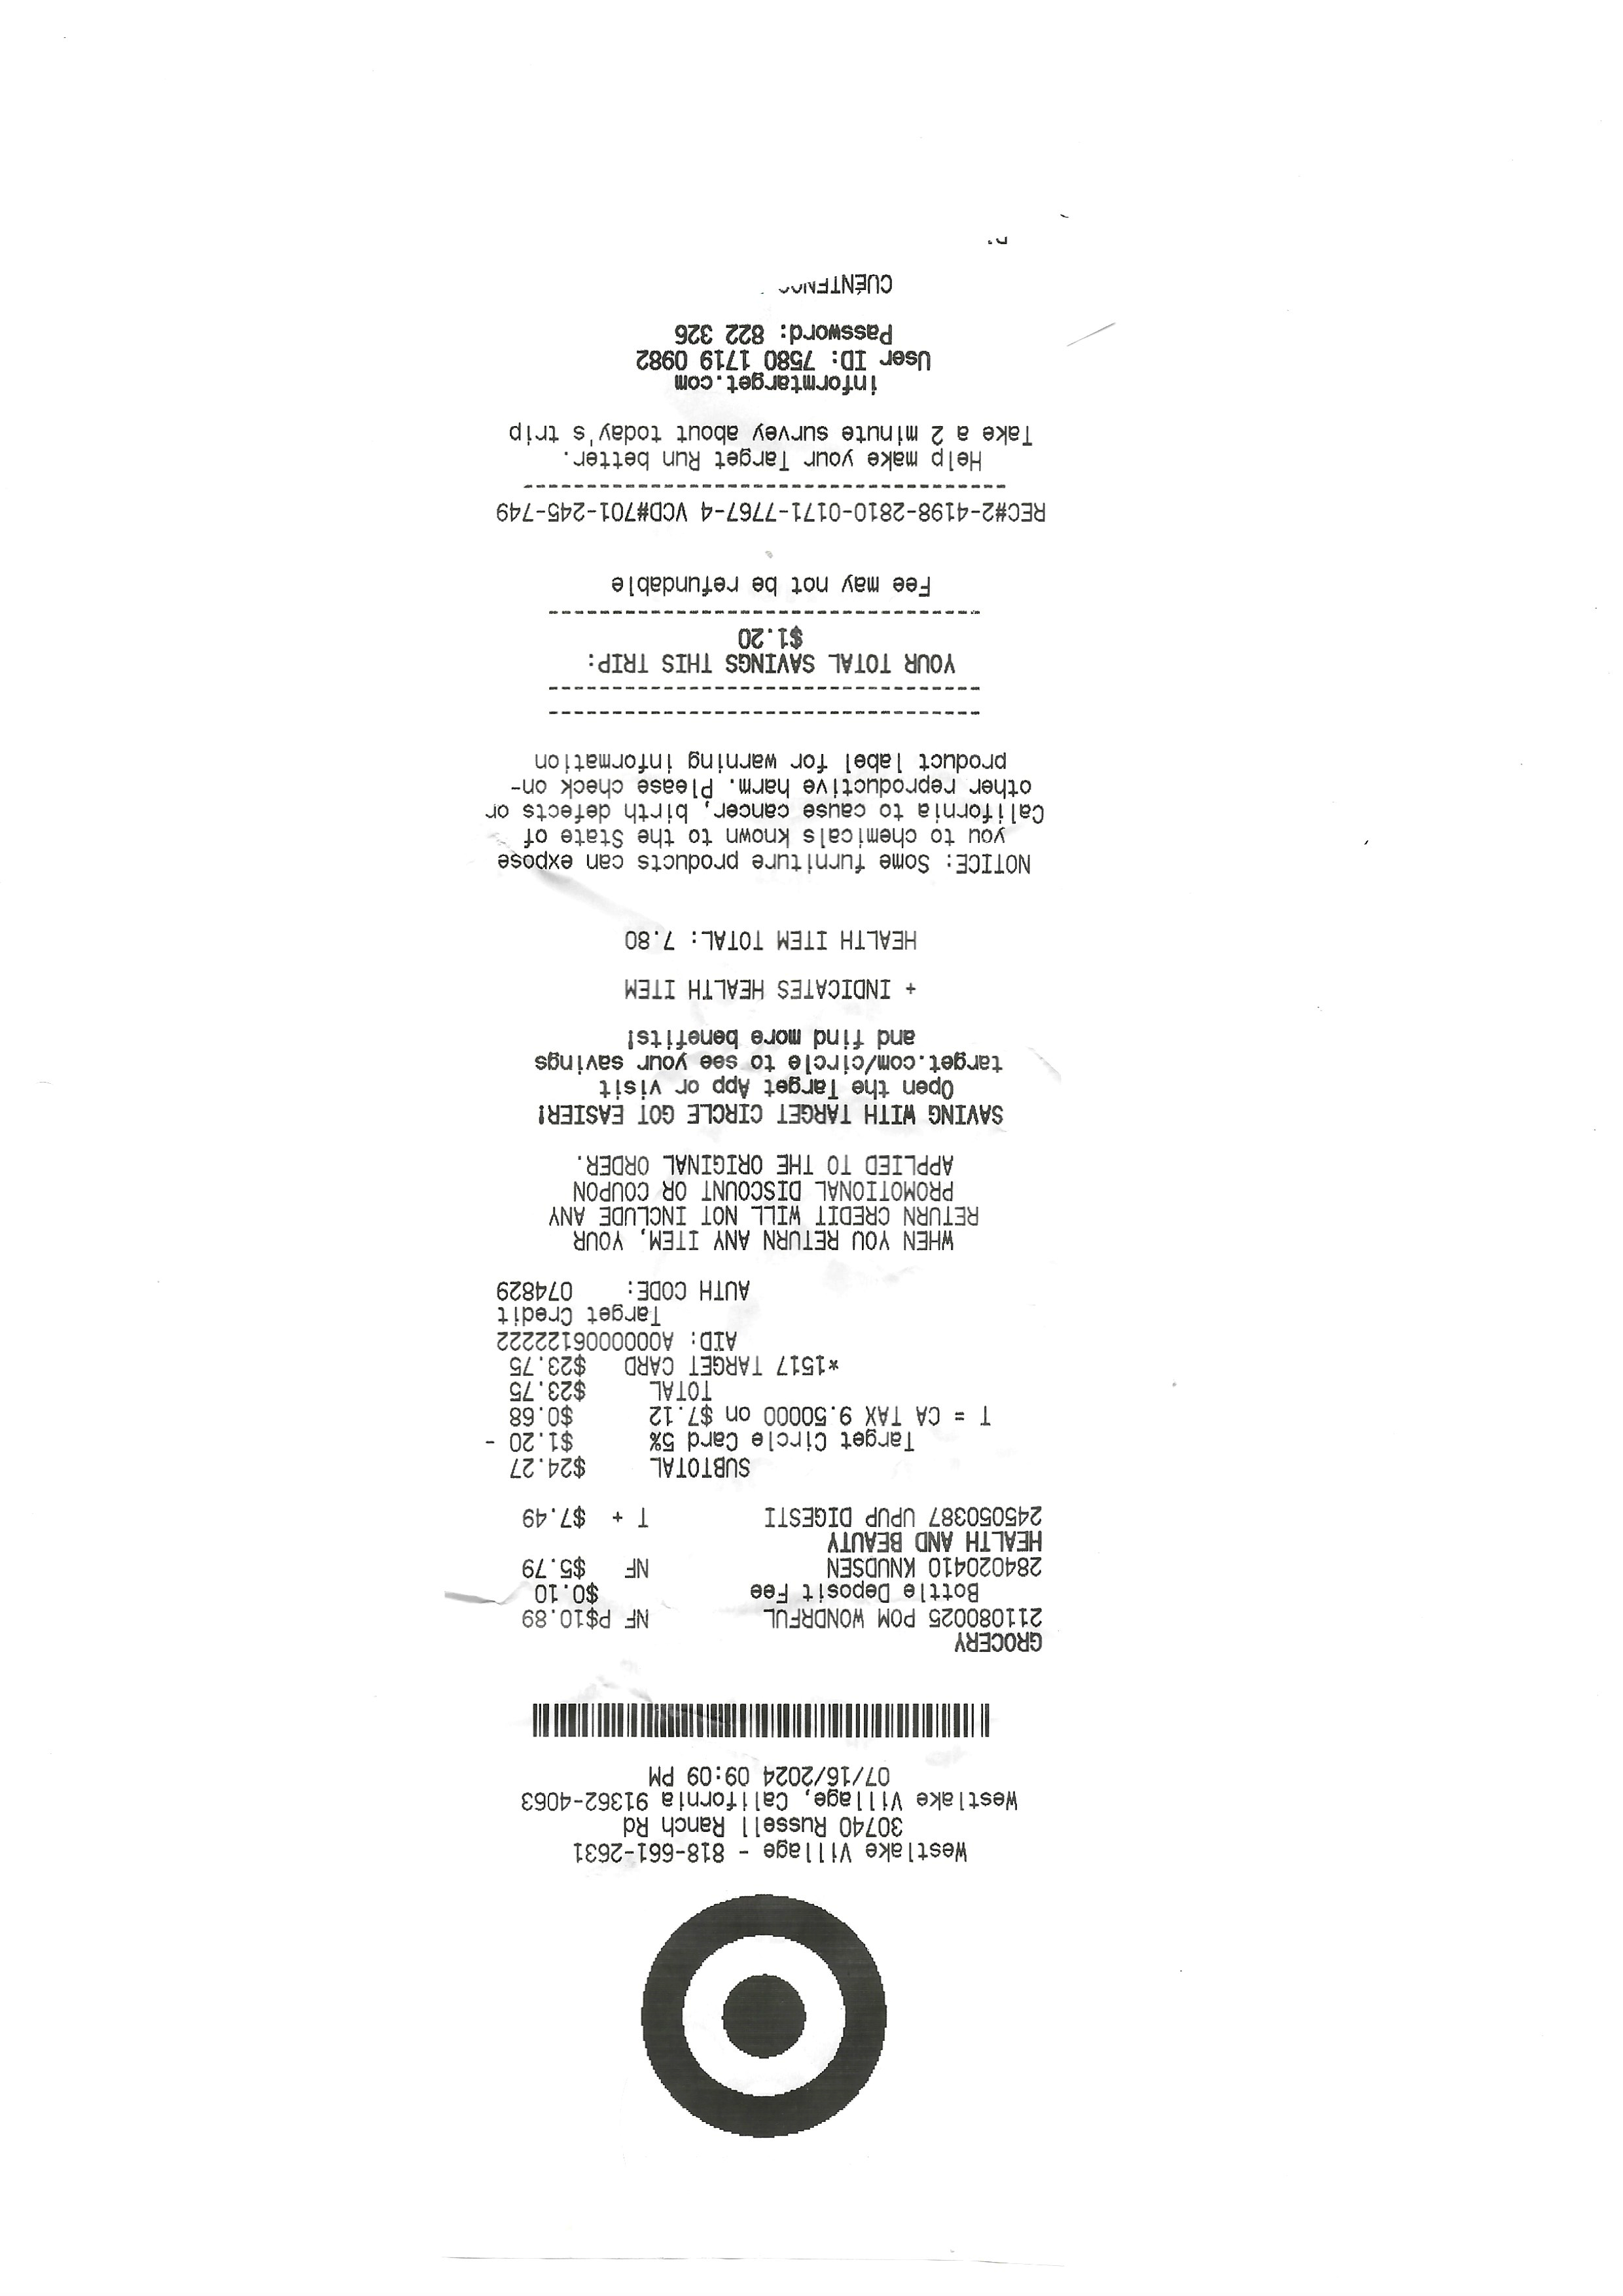 Westlake Village - 818-661-2631
30740 Russell Ranch Rd
Westlake Village, California 91362-4063
07/16/2024 09:09 PM
GROCERY
211080025 POM WONDRFUL NF P$10.89
Bottle Deposit Fee $0.10
284020410 KNUDSEN NF $5.79
HEALTH AND BEAUTY
245050387 UPUP DIGESTI T + $7.49
SUBTOTAL $24.27
Target Circle Card 5% $1.20 -
T = CA TAX 9.50000 on $7.12 $0.68
TOTAL $23.75
*1517 TARGET CARD $23.75
AID: A0000006122222
Target Credit
AUTH CODE: 074829
WHEN YOU RETURN ANY ITEM, YOUR
RETURN CREDIT WILL NOT INCLUDE ANY
PROMOTIONAL DISCOUNT OR COUPON
APPLIED TO THE ORIGINAL ORDER.
SAVING WITH TARGET CIRCLE GOT EASIER!
Open the Target App or visit
target.com/circle to see your savings
and find more benefits!
+ INDICATES HEALTH ITEM
HEALTH ITEM TOTAL: 7.80
NOTICE: Some furniture products can expose
you to chemicals known to the State of
California to cause cancer, birth defects or
other reproductive harm. Please check on-
product label for warning information
YOUR TOTAL SAVINGS THIS TRIP:
$1.20
Fee may not be refundable
REC#2-4198-2810-0171-7767-4 VCD#701-245-749
Help make your Target Run better.
Take a 2 minute survey about today's trip
informtarget.com
User ID: 7580 1719 0982
Password: 822 326